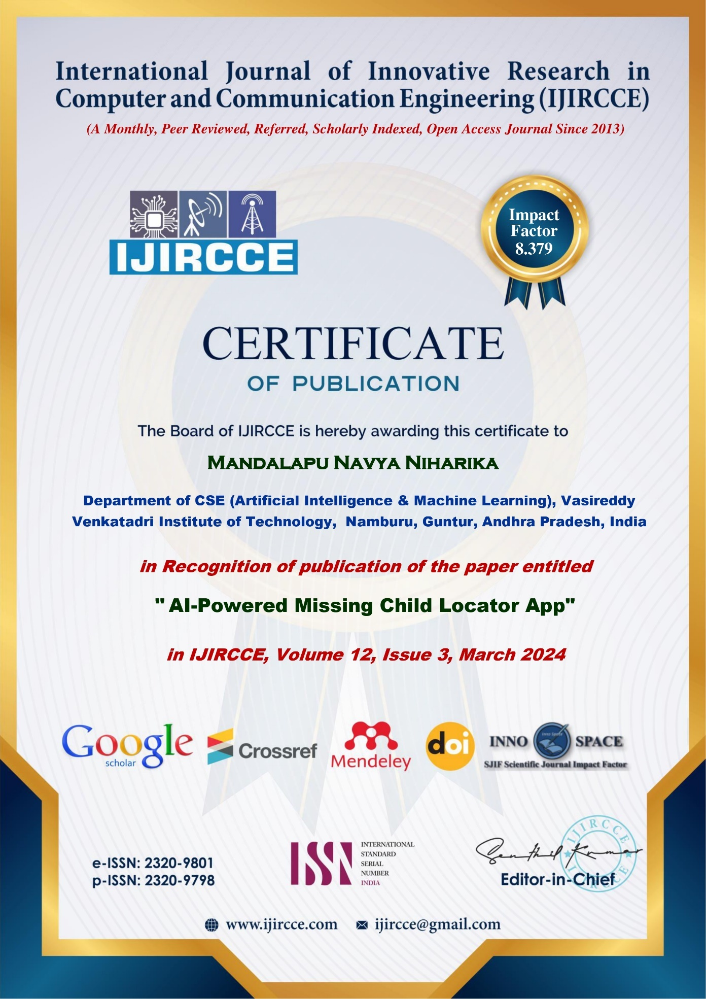 International Journal of Innovative Research in
Computer and Communication Engineering (IJIRCCE)
(A Monthly, Peer Reviewed, Referred, Scholarly Indexed, Open Access Journal Since 2013)
IJIRCCE
Impact
Factor
8.379
CERTIFICATE
OF PUBLICATION
The Board of IJIRCCE is hereby awarding this certificate to
MANDALAPU NAVYA NIHARIKA
Department of CSE (Artificial Intelligence & Machine Learning), Vasireddy
Venkatadri Institute of Technology, Namburu, Guntur, Andhra Pradesh, India
in Recognition of publication of the paper entitled
" AI-Powered Missing Child Locator App"
in IJIRCCE, Volume 12, Issue 3, March 2024
Google
scholar
Crossref
Mendeley
doi
INNO Inno Space SPACE
SJIF Scientific Journal Impact Factor
e-ISSN: 2320-9801
p-ISSN: 2320-9798
ISSN
INTERNATIONAL
STANDARD
SERIAL
NUMBER
INDIA
IJIRCCE
Senthil Kumar
Editor-in-Chief
IJIRCCE
www.ijircce.com ijircce@gmail.com